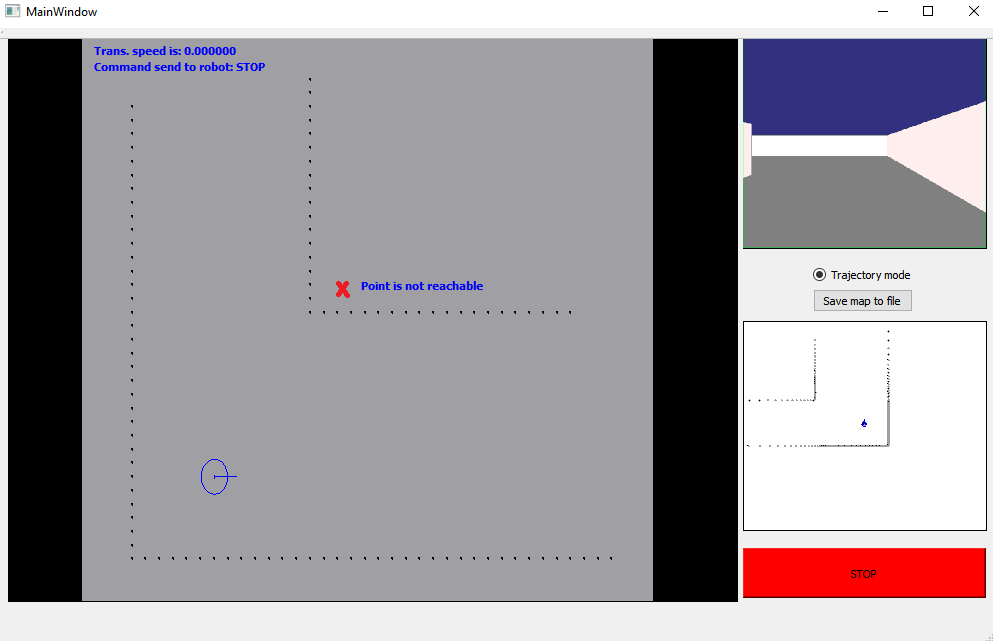 MainWindow
Trans. speed is: 0.000000
Command send to robot: STOP
Point is not reachable
Trajectory mode
Save map to file
STOP